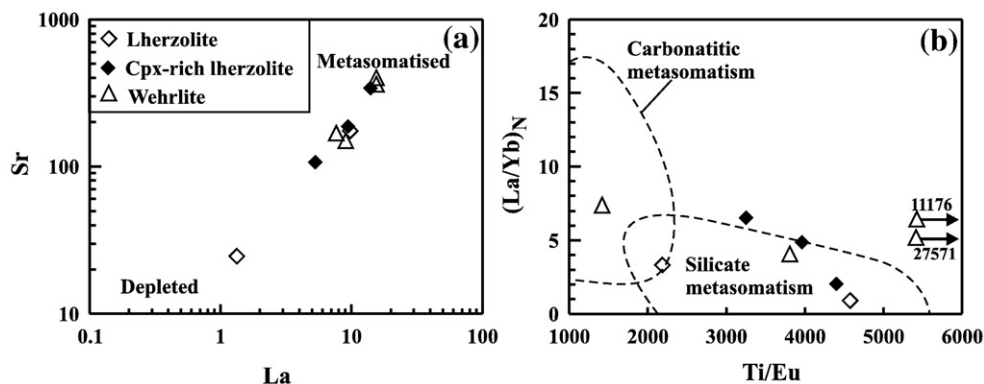 1000
(a)
Lherzolite
Cpx-rich lherzolite
Wehrlite
Metasomatised
Sr
100
Depleted
10
0.1
1
10
100
La
20
(b)
Carbonatitic
metasomatism
15
(La/Yb)N
10
11176
5
27571
Silicate
metasomatism
0
1000
2000
3000
4000
5000
6000
Ti/Eu